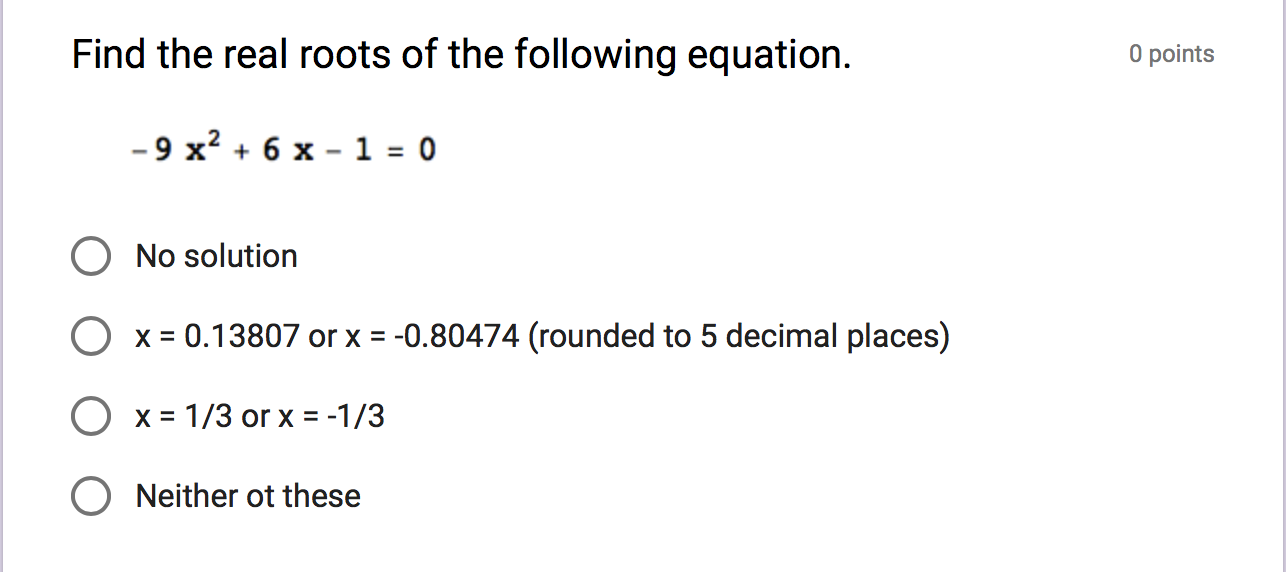 Find the real roots of the following equation.
0 points
- 9 x² + 6 x - 1 = 0
No solution
x = 0.13807 or x = -0.80474 (rounded to 5 decimal places)
x = 1/3 or x = -1/3
Neither ot these